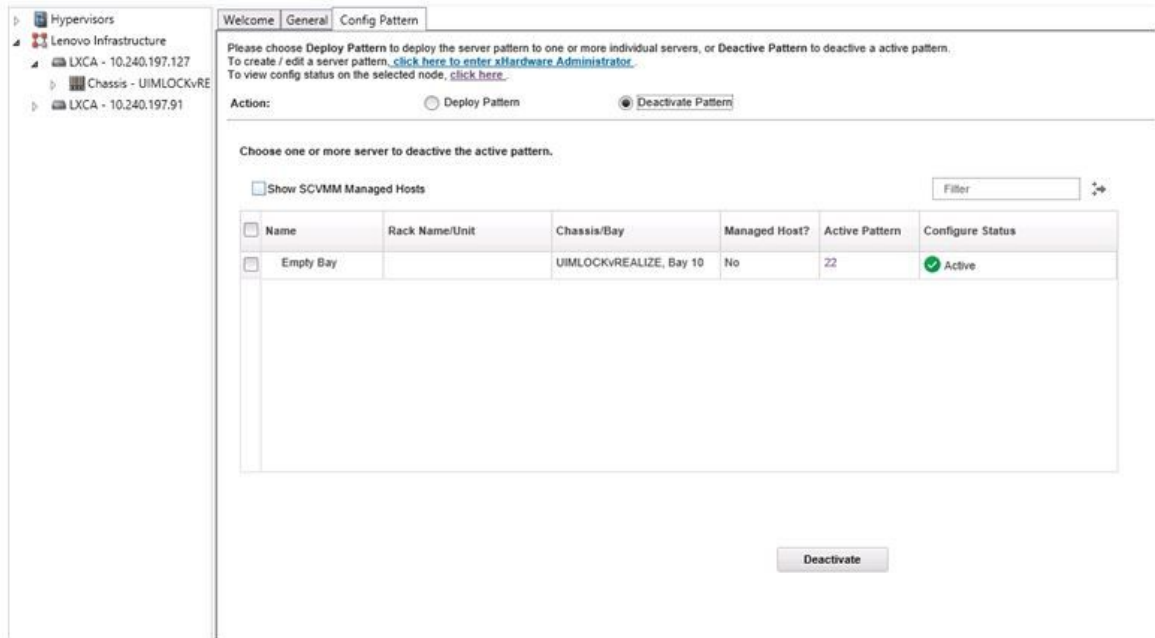 Hypervisors
Lenovo Infrastructure
LXCA - 10.240.197.127
Chassis - UIMLOCKvRE
LXCA - 10.240.197.91
Welcome General Config Pattern
Please choose Deploy Pattern to deploy the server pattern to one or more individual servers, or Deactive Pattern to deactive a active pattern.
To create / edit a server pattern, click here to enter xHardware Administrator .
To view config status on the selected node, click here .
Action: Deploy Pattern Deactivate Pattern
Choose one or more server to deactive the active pattern.
Show SCVMM Managed Hosts Filter
Name Rack Name/Unit Chassis/Bay Managed Host? Active Pattern Configure Status
Empty Bay UIMLOCKvREALIZE, Bay 10 No 22 Active
Deactivate